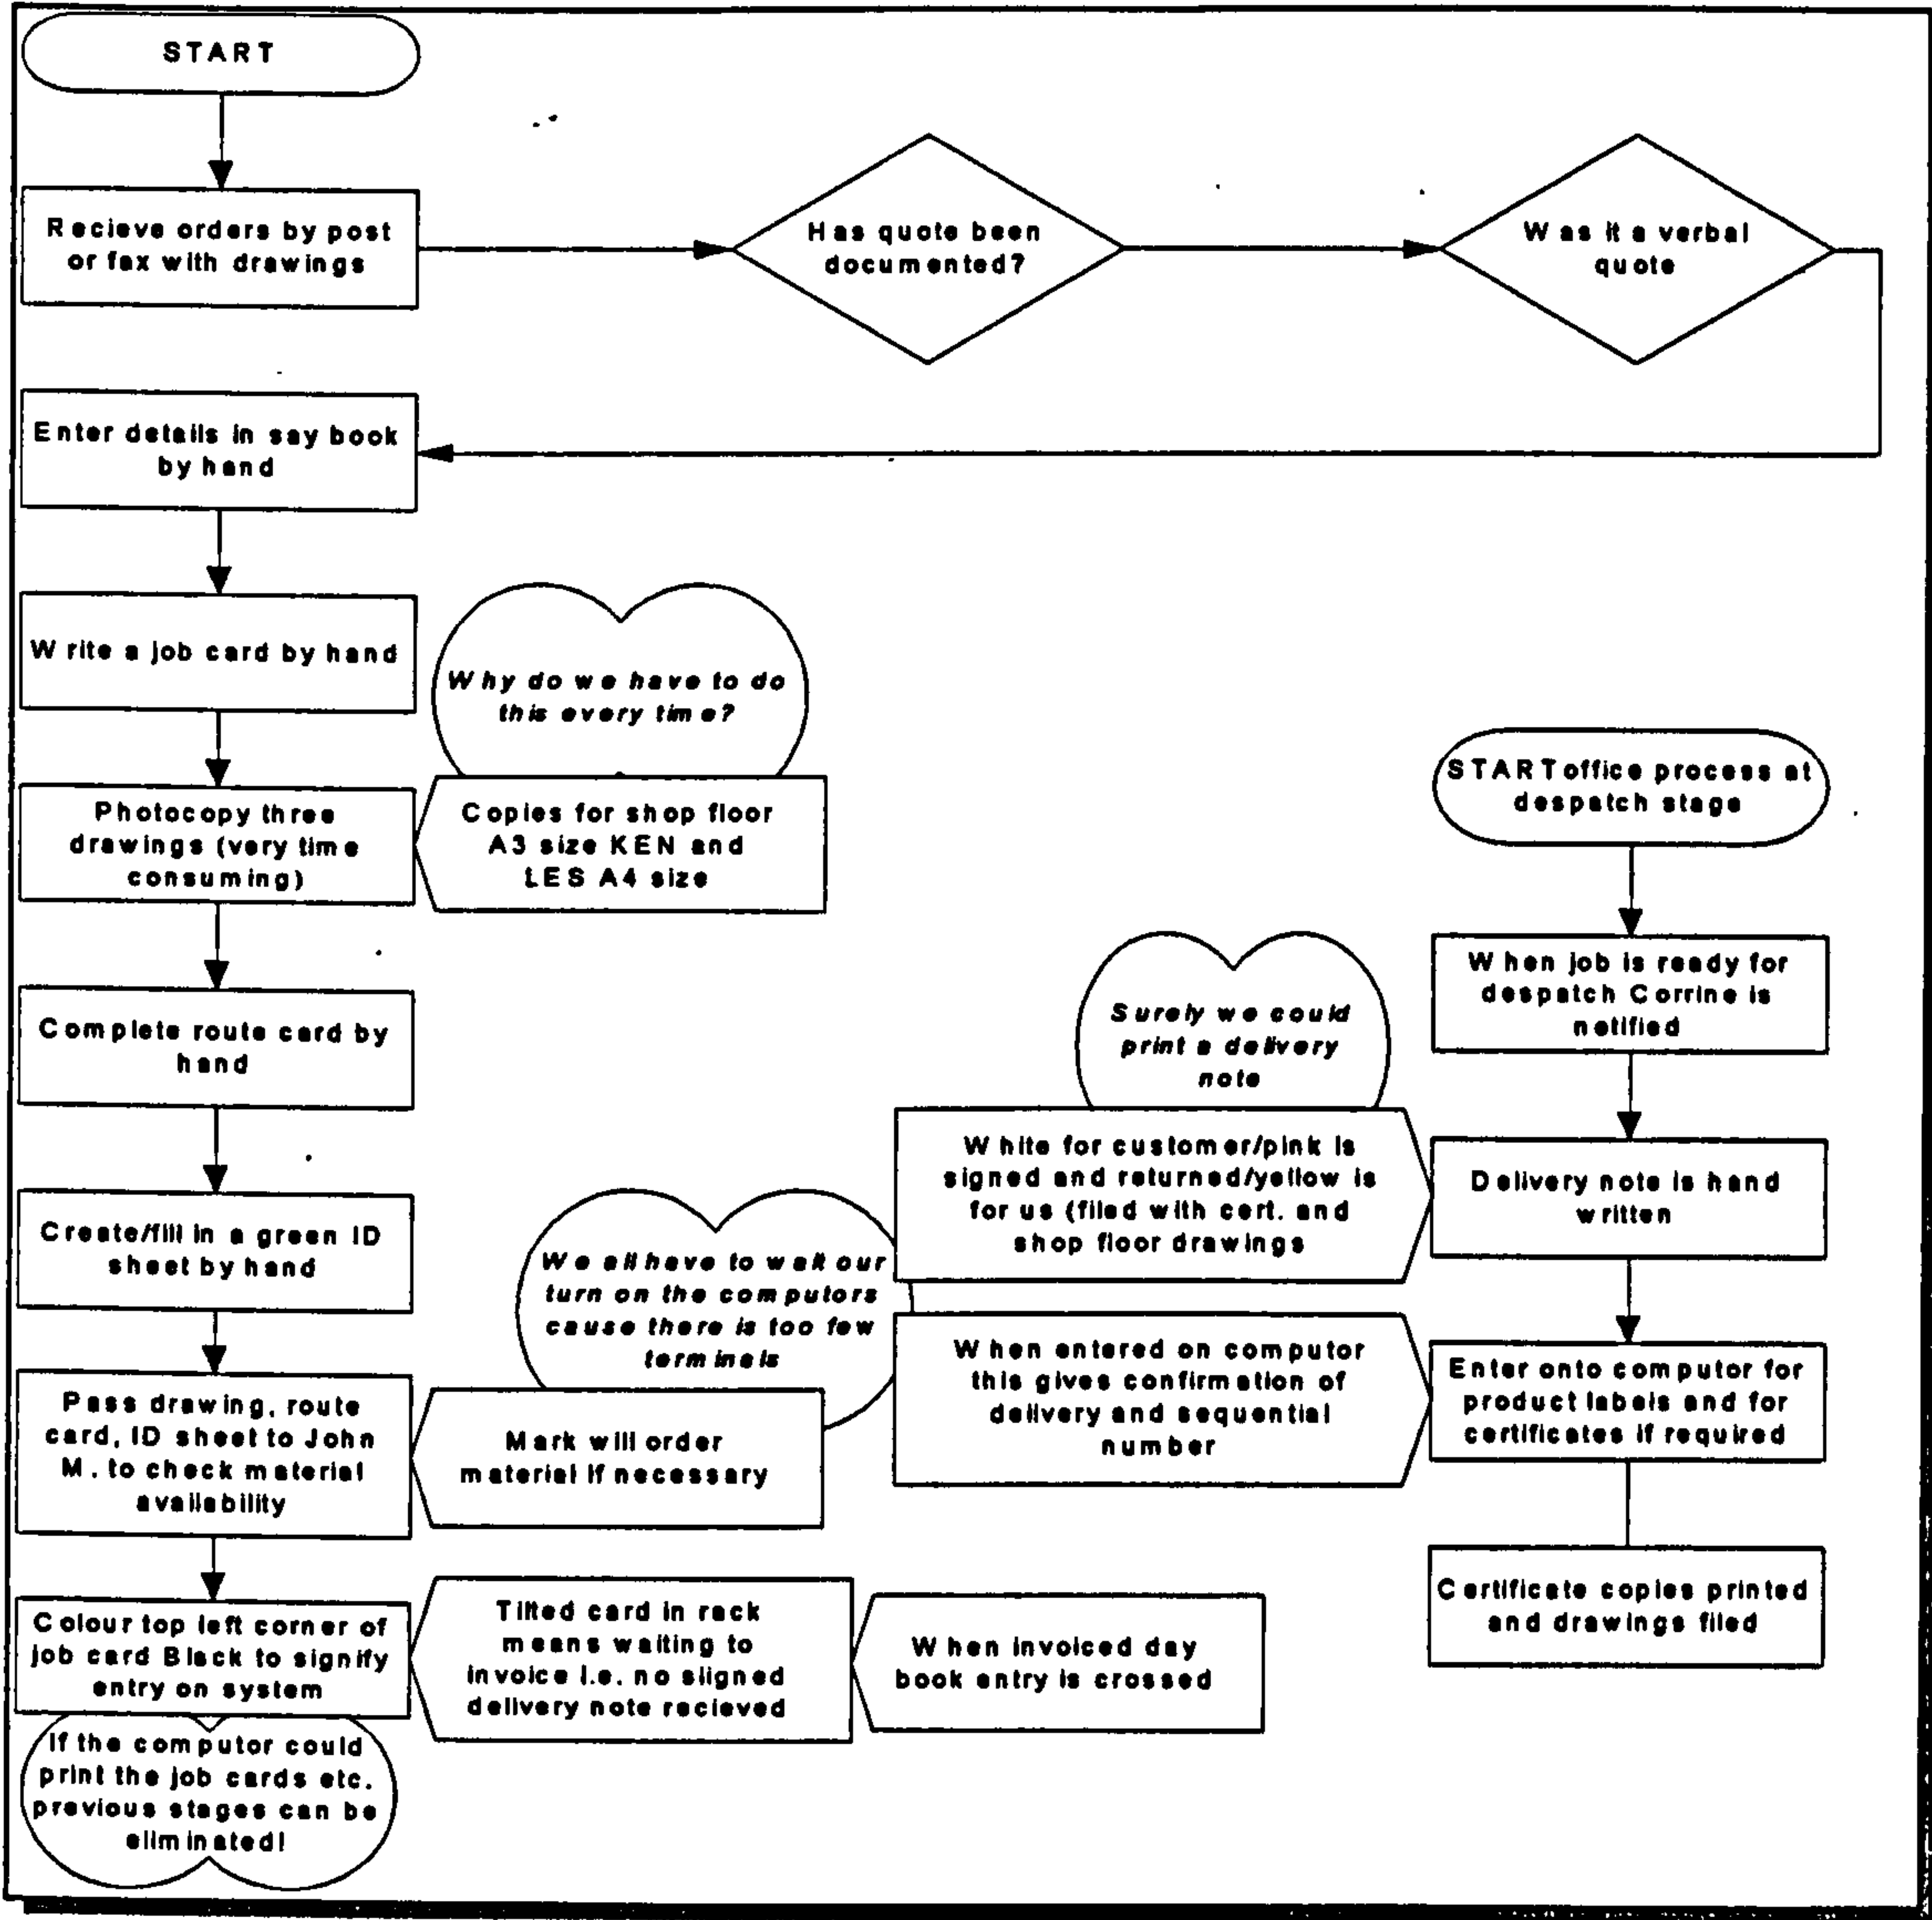 START
Recieve orders by post
or fax with drawings
Has quote been
documented?
Was it a verbal
quote
Enter details in say book
by hand
Write a job card by hand
Why do we have to do
this every time?
Photocopy three
drawings (very time
consuming)
Copies for shop floor
A3 size KEN and
LES A4 size
Complete route card by
hand
Create/fill in a green ID
sheet by hand
We all have to wait our
turn on the computors
cause there is too few
terminals
Pass drawing, route
card, ID sheet to John
M. to check material
availability
Mark will order
material if necessary
Colour top left corner of
job card Black to signify
entry on system
Tilted card in rack
means waiting to
invoice i.e. no signed
delivery note recieved
When invoiced day
book entry is crossed
If the computor could
print the job cards etc.
previous stages can be
eliminated!
START office process at
despatch stage
When job is ready for
despatch Corrine is
notified
Surely we could
print a delivery
note
White for customer/pink is
signed and returned/yellow is
for us (filed with cert. and
shop floor drawings
Delivery note is hand
written
When entered on computor
this gives confirmation of
delivery and sequential
number
Enter onto computor for
product labels and for
certificates if required
Certificate copies printed
and drawings filed